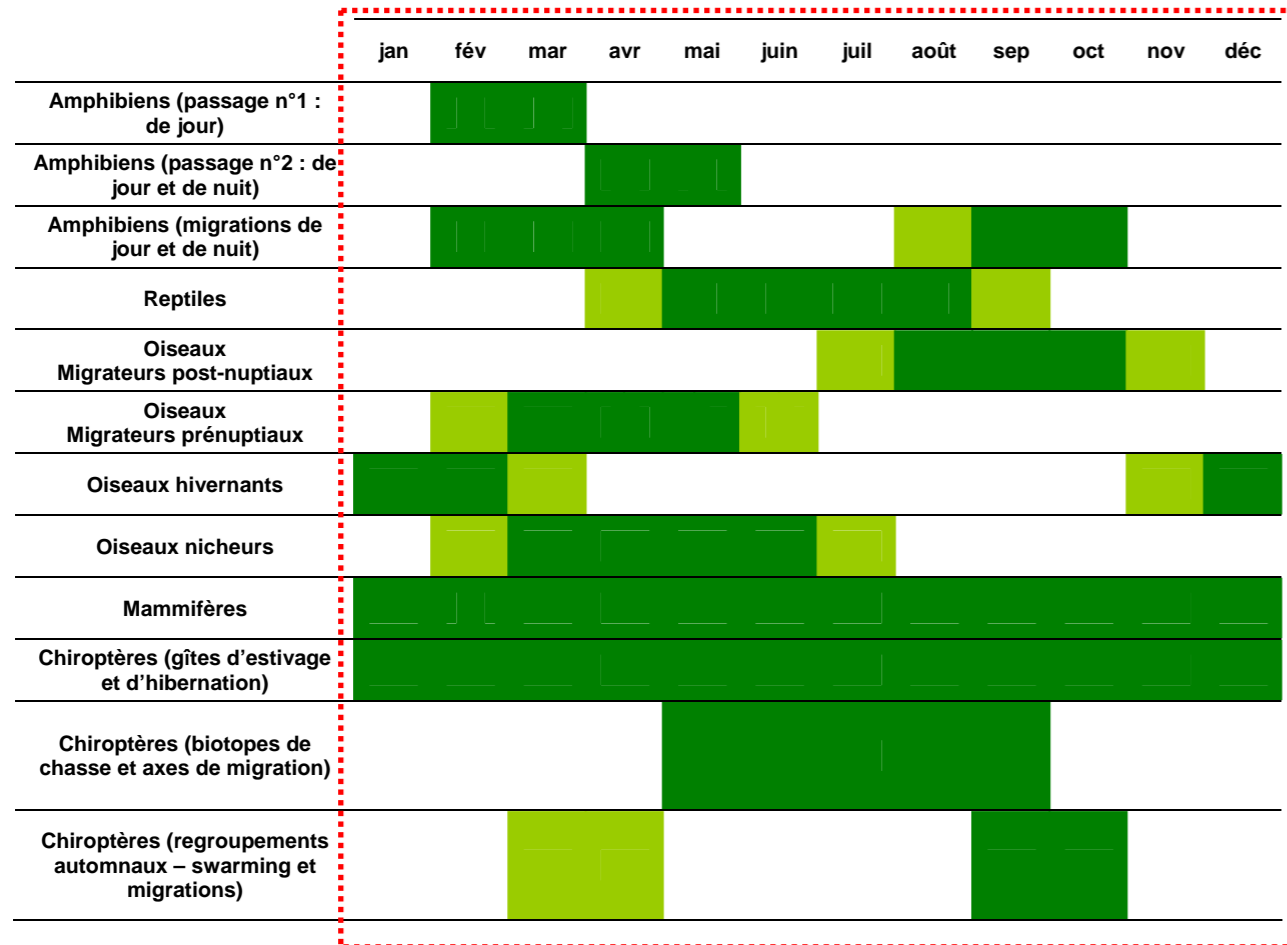 jan fév mar avr mai juin juil août sep oct nov déc
Amphibiens (passage n°1 :
de jour)
Amphibiens (passage n°2 : de
jour et de nuit)
Amphibiens (migrations de
jour et de nuit)
Reptiles
Oiseaux
Migrateurs post-nuptiaux
Oiseaux
Migrateurs prénuptiaux
Oiseaux hivernants
Oiseaux nicheurs
Mammifères
Chiroptères (gîtes d'estivage
et d'hibernation)
Chiroptères (biotopes de
chasse et axes de migration)
Chiroptères (regroupements
automnaux – swarming et
migrations)